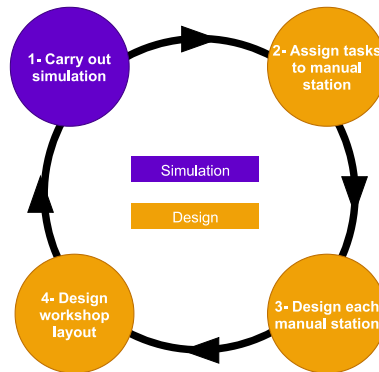 1- Carry out
simulation
2- Assign tasks
to manual
station
Simulation
Design
4- Design
workshop
layout
3- Design each
manual station